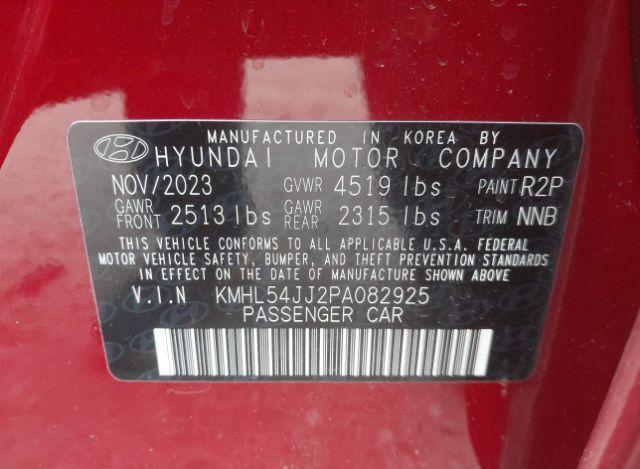 MANUFACTURED IN KOREA BY
HYUNDAI MOTOR COMPANY
NOV/2023 GVWR 4519 lbs PAINT R2P
GAWR FRONT 2513 lbs GAWR REAR 2315 lbs TRIM NNB
THIS VEHICLE CONFORMS TO ALL APPLICABLE U.S.A. FEDERAL
MOTOR VEHICLE SAFETY, BUMPER, AND THEFT PREVENTION STANDARDS
IN EFFECT ON THE DATE OF MANUFACTURE SHOWN ABOVE
V.I.N KMHL54JJ2PA082925
PASSENGER CAR